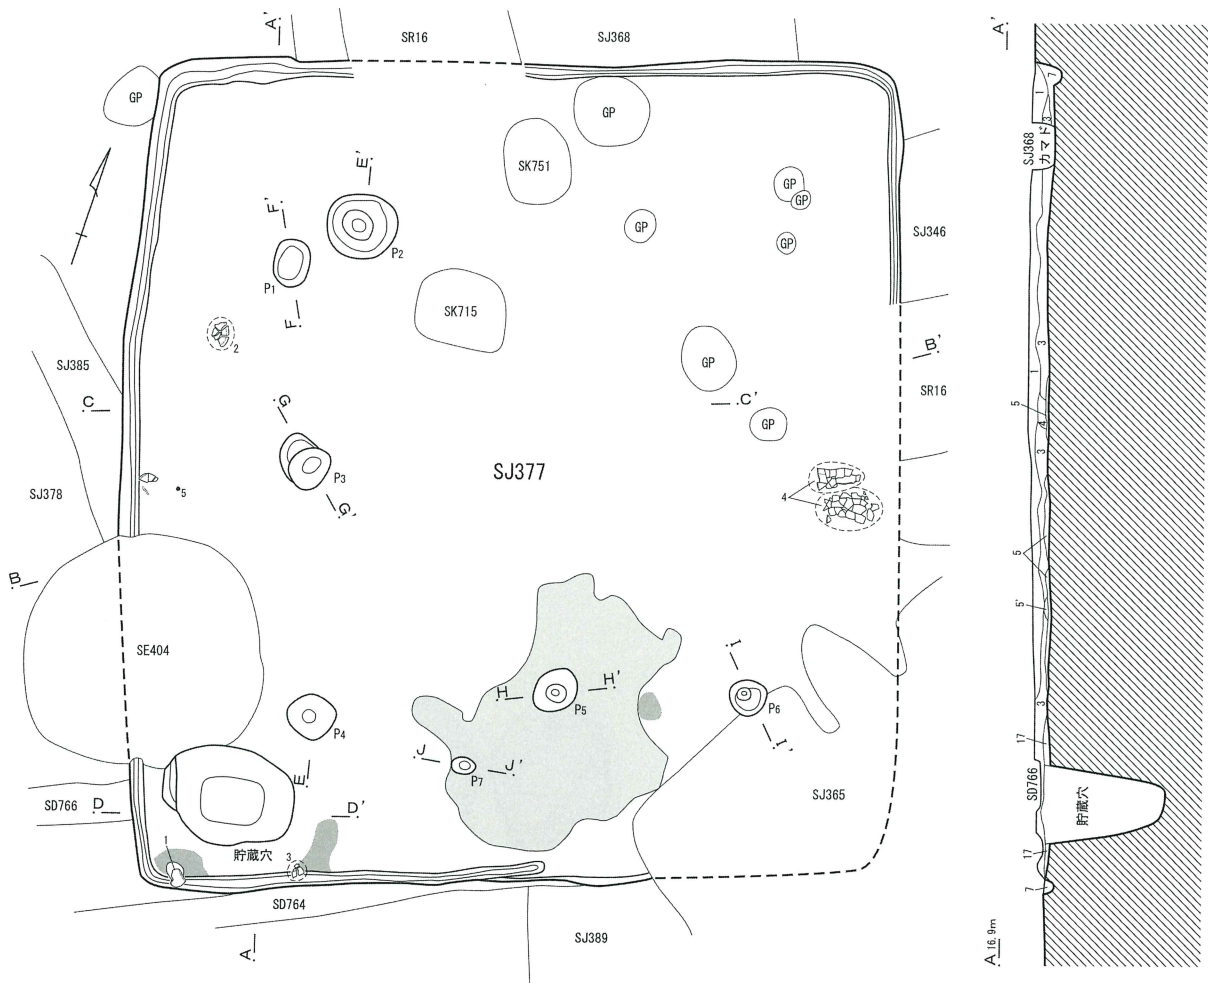 A'
SR16
SJ368
GP
GP
SK751
E'
GP
GP
F'
GP
GP
SJ346
P2
P1
SK715
F
2
B'
GP
SJ385
C
C'
SR16
G
GP
SJ377
P3
4
SJ378
5
G'
B
SE404
I
H
H'
P5
P6
P4
I'
J
J'
P7
E
SJ365
SD766
D
D'
1
貯蔵穴
3
SD764
SJ389
A
A'
7
1
3
SJ368
カマド
3
1
5
4
3
5
5'
3
17
SD766
貯蔵穴
17
7
A 16.9m